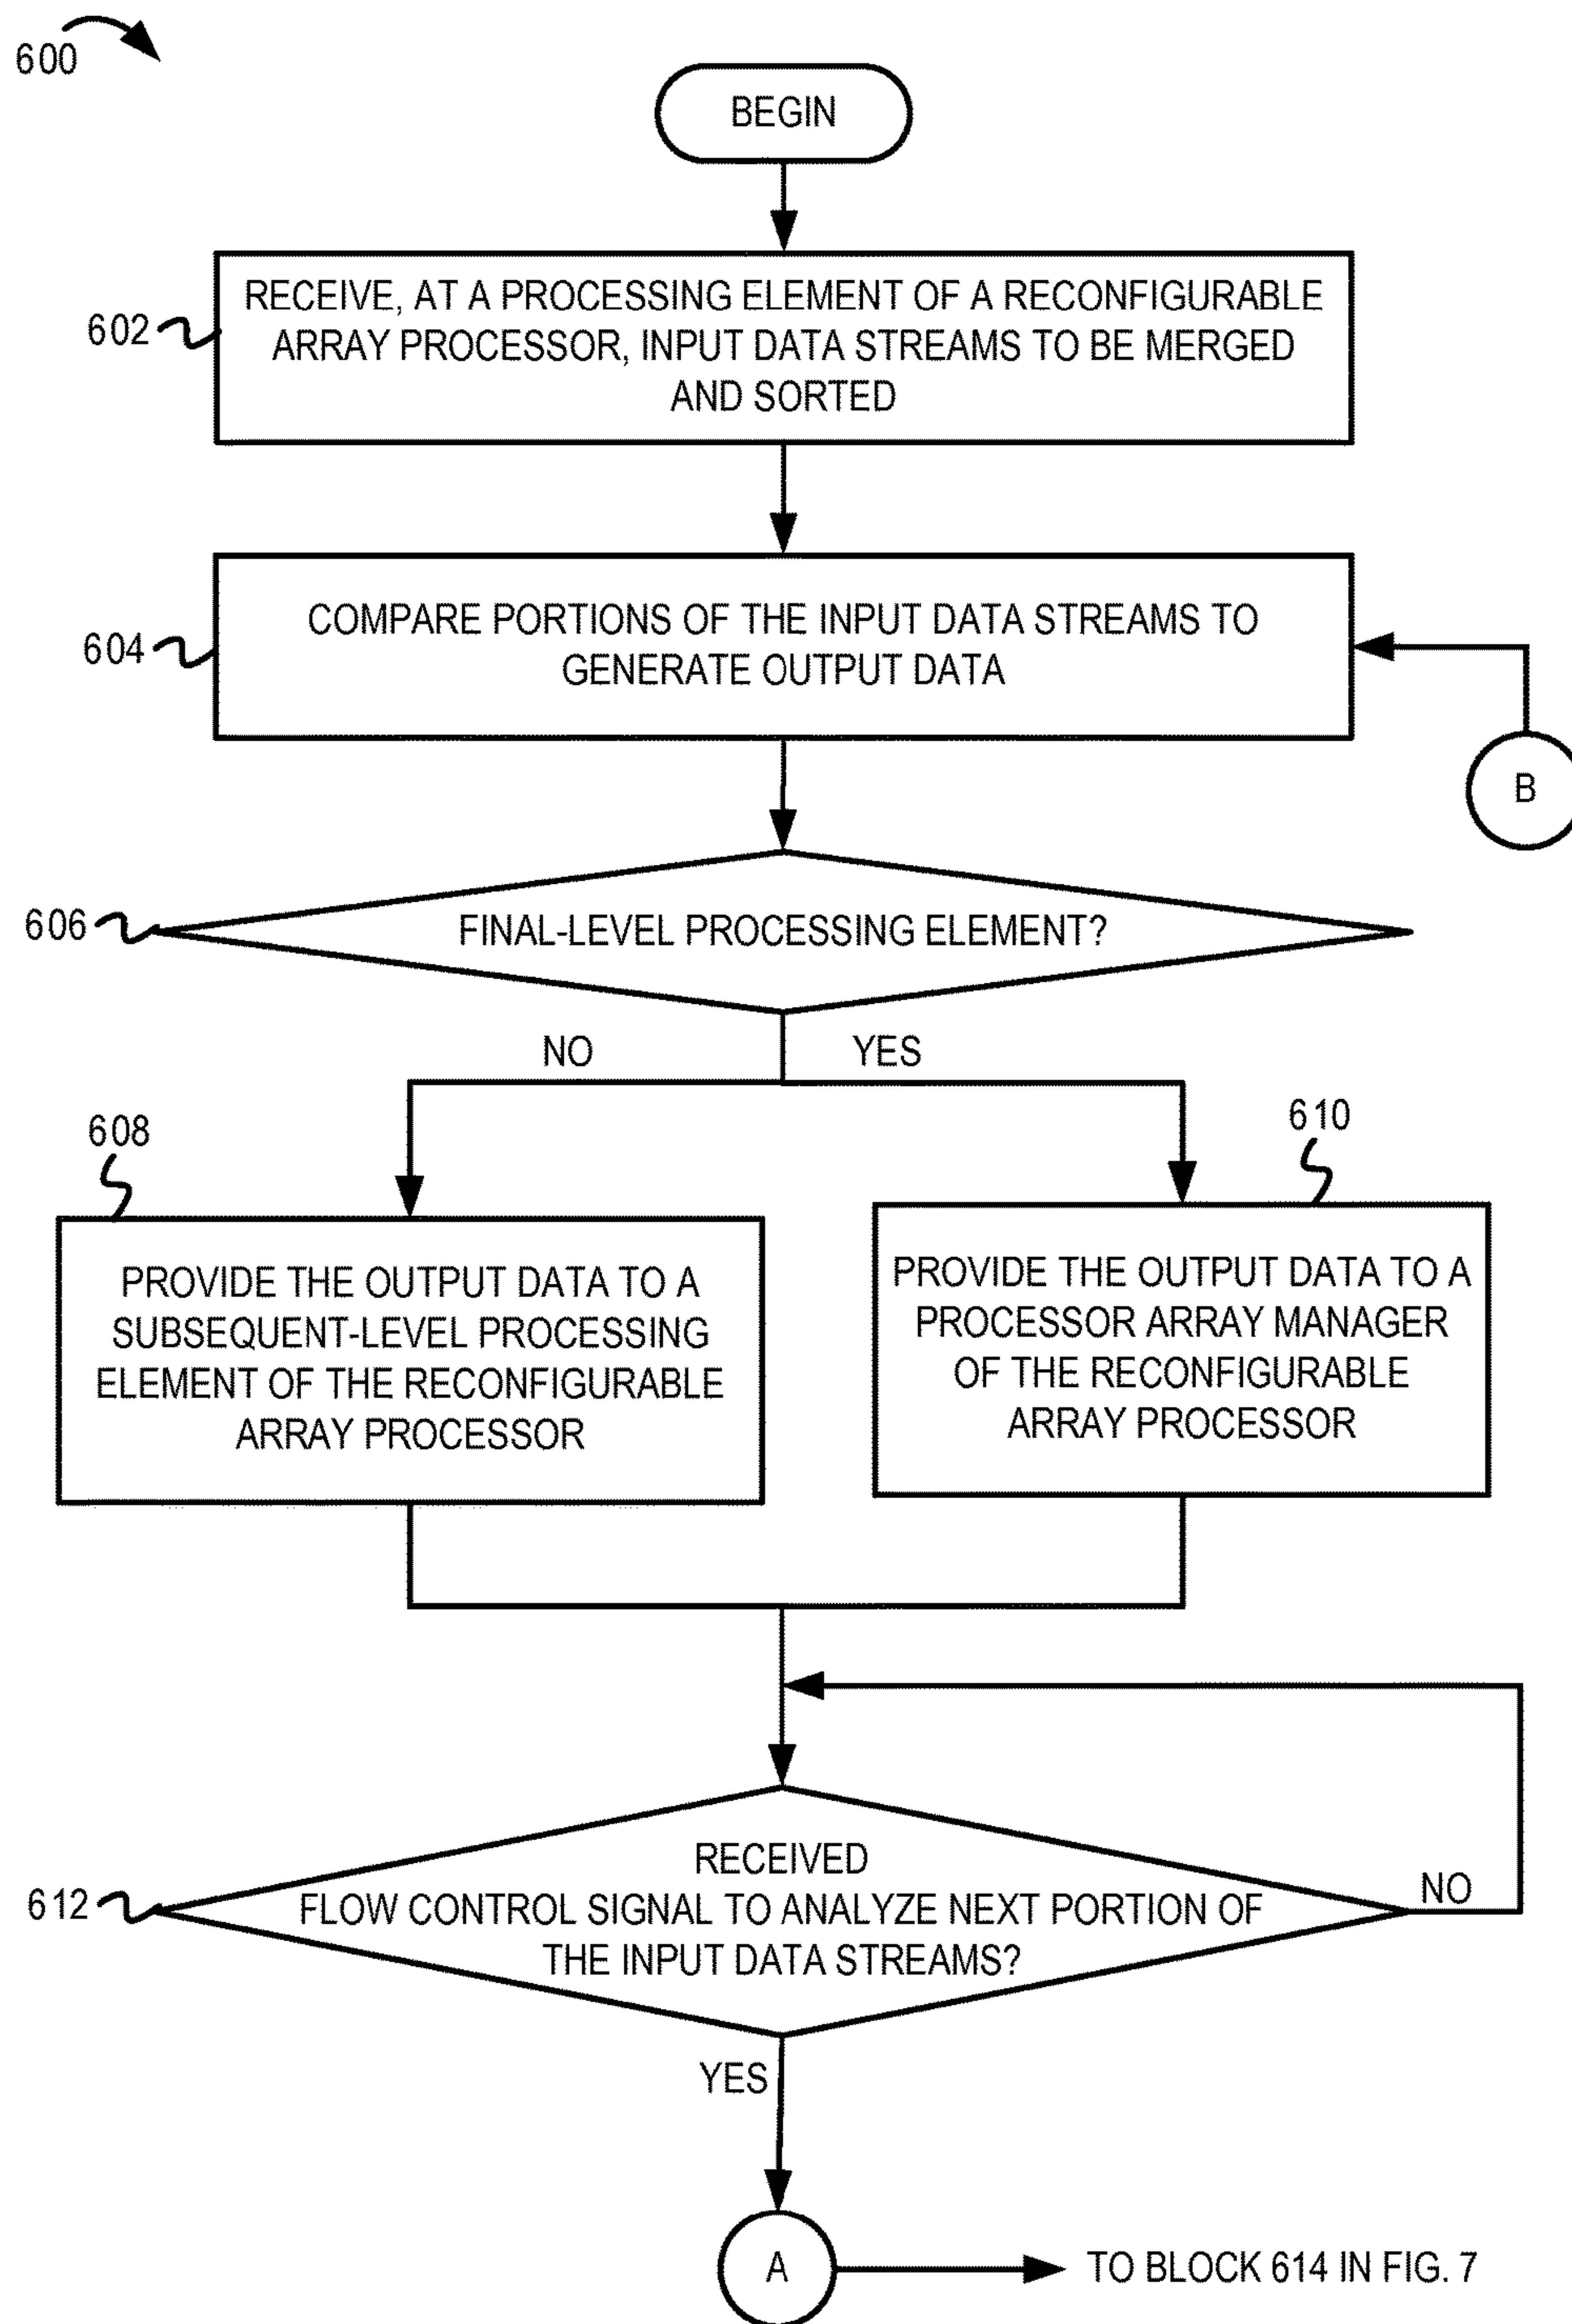 600
BEGIN
602
RECEIVE, AT A PROCESSING ELEMENT OF A RECONFIGURABLE
ARRAY PROCESSOR, INPUT DATA STREAMS TO BE MERGED
AND SORTED
604
COMPARE PORTIONS OF THE INPUT DATA STREAMS TO
GENERATE OUTPUT DATA
B
606
FINAL-LEVEL PROCESSING ELEMENT?
NO
YES
608
PROVIDE THE OUTPUT DATA TO A
SUBSEQUENT-LEVEL PROCESSING
ELEMENT OF THE RECONFIGURABLE
ARRAY PROCESSOR
610
PROVIDE THE OUTPUT DATA TO A
PROCESSOR ARRAY MANAGER
OF THE RECONFIGURABLE
ARRAY PROCESSOR
612
RECEIVED
FLOW CONTROL SIGNAL TO ANALYZE NEXT PORTION OF
THE INPUT DATA STREAMS?
NO
YES
A
TO BLOCK 614 IN FIG. 7